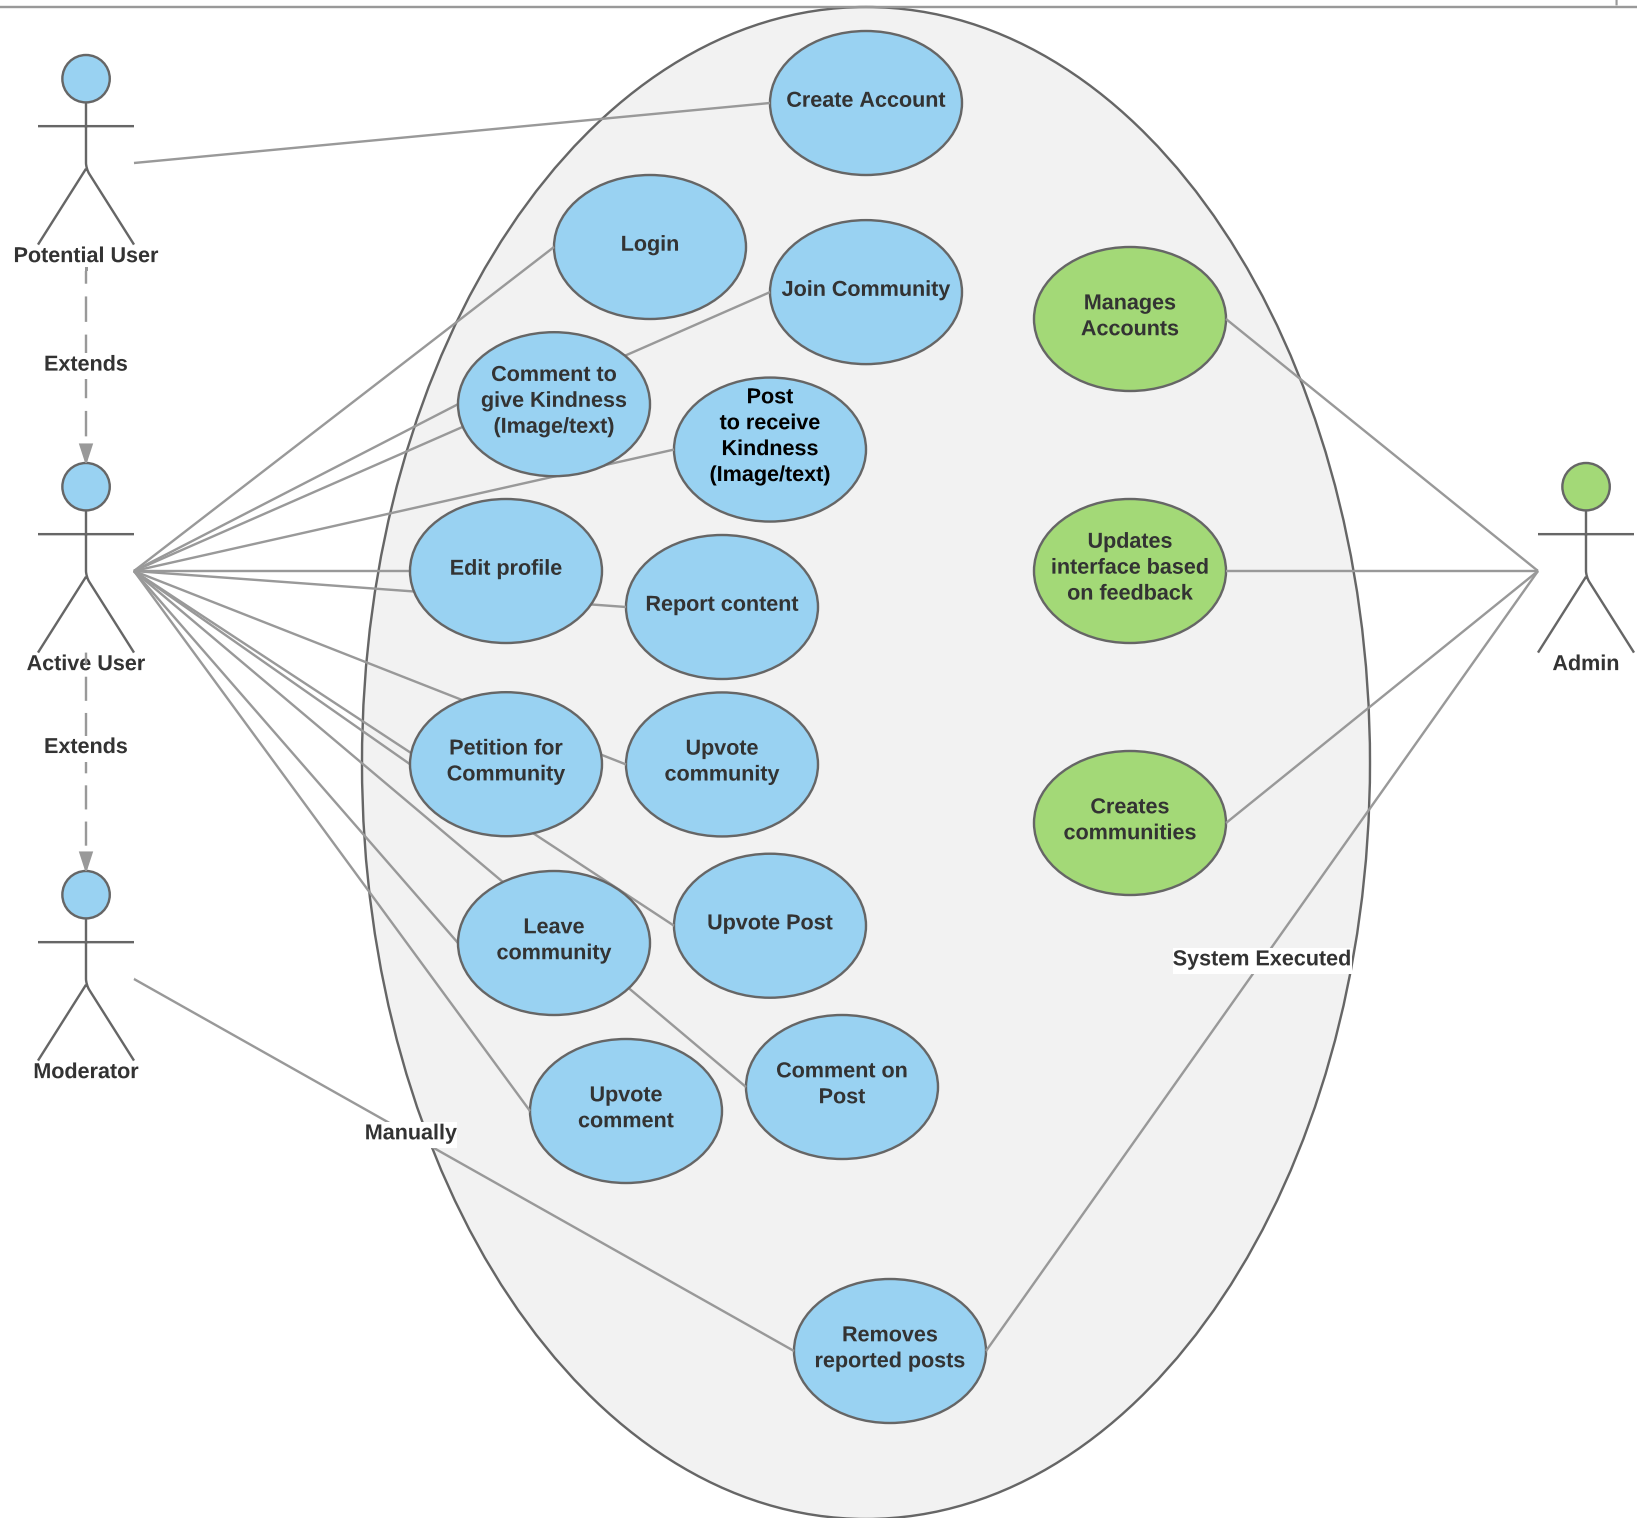 Create Account
Login
Potential User
Join Community
Manages
Accounts
Extends
Comment to
give Kindness
(Image/text)
Post
to receive
Kindness
(Image/text)
Edit profile
Updates
interface based
on feedback
Report content
Active User
Admin
Extends
Petition for
Community
Upvote
community
Creates
communities
Leave
community
Upvote Post
System Executed
Moderator
Comment on
Post
Upvote
comment
Manually
Removes
reported posts